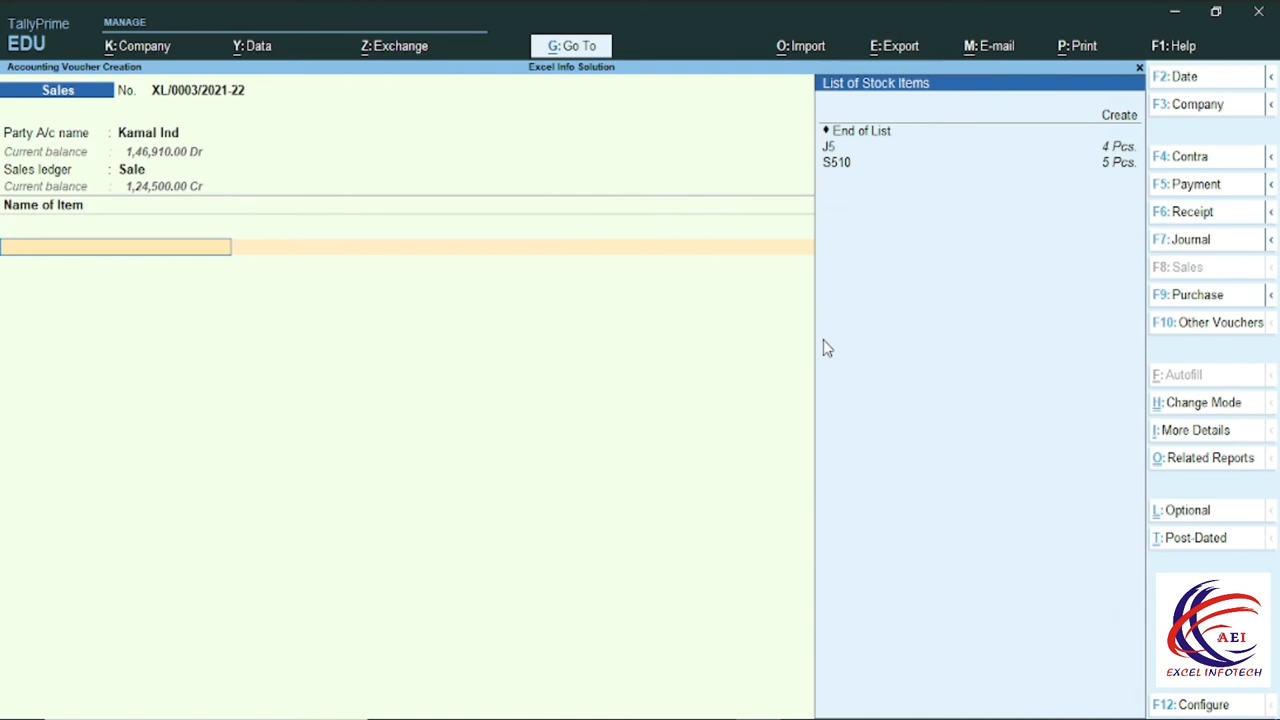 TallyPrime
EDU
MANAGE
K: Company
Y: Data
Z: Exchange
G: Go To
O: Import
E: Export
M: E-mail
P: Print
F1: Help
Accounting Voucher Creation
Excel Info Solution
Sales No. XL/0003/2021-22
Party A/c name : Kamal Ind
Current balance : 1,46,910.00 Dr
Sales ledger : Sale
Current balance : 1,24,500.00 Cr
Name of Item
List of Stock Items
Create
♦ End of List
J5 4 Pcs.
S510 5 Pcs.
F2: Date
F3: Company
F4: Contra
F5: Payment
F6: Receipt
F7: Journal
F8: Sales
F9: Purchase
F10: Other Vouchers
F: Autofill
H: Change Mode
I: More Details
O: Related Reports
L: Optional
T: Post-Dated
AEI
EXCEL INFOTECH
F12: Configure